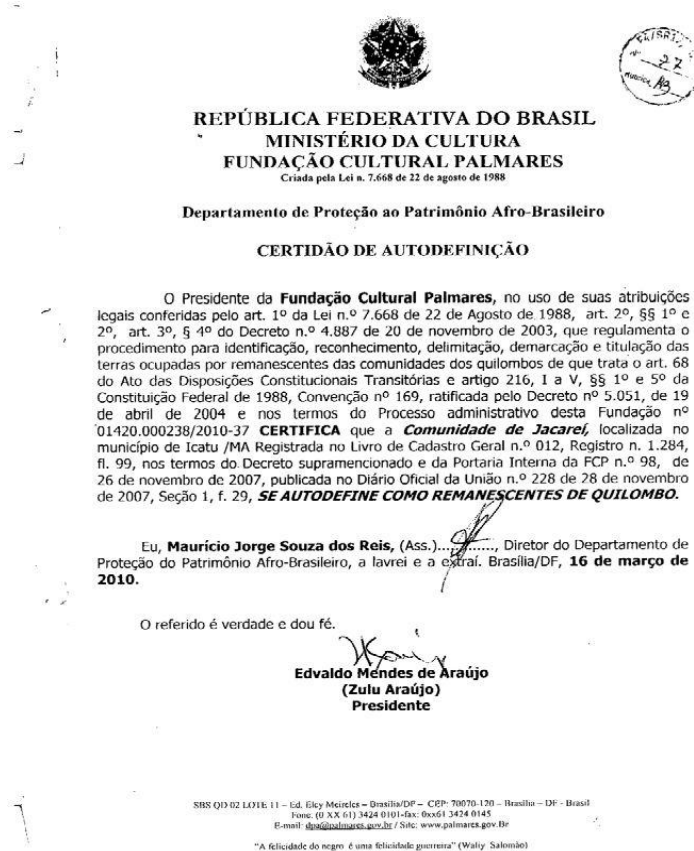 27
REPÚBLICA FEDERATIVA DO BRASIL
MINISTÉRIO DA CULTURA
FUNDAÇÃO CULTURAL PALMARES
Criada pela Lei n. 7.668 de 22 de agosto de 1988
Departamento de Proteção ao Patrimônio Afro-Brasileiro
CERTIDÃO DE AUTODEFINIÇÃO
O Presidente da Fundação Cultural Palmares, no uso de suas atribuições
legais conferidas pelo art. 1º da Lei n.º 7.668 de 22 de Agosto de 1988, art. 2º, §§ 1º e
2º, art. 3º, § 4º do Decreto n.º 4.887 de 20 de novembro de 2003, que regulamenta o
procedimento para identificação, reconhecimento, delimitação, demarcação e titulação das
terras ocupadas por remanescentes das comunidades dos quilombos de que trata o art. 68
do Ato das Disposições Constitucionais Transitórias e artigo 216, I a V, §§ 1º e 5º da
Constituição Federal de 1988, Convenção nº 169, ratificada pelo Decreto nº 5.051, de 19
de abril de 2004 e nos termos do Processo administrativo desta Fundação nº
01420.000238/2010-37 CERTIFICA que a Comunidade de Jacareí, localizada no
município de Icatu /MA Registrada no Livro de Cadastro Geral n.º 012, Registro n. 1.284,
fl. 99, nos termos do Decreto supramencionado e da Portaria Interna da FCP n.º 98, de
26 de novembro de 2007, publicada no Diário Oficial da União n.º 228 de 28 de novembro
de 2007, Seção 1, f. 29, SE AUTODEFINE COMO REMANESCENTES DE QUILOMBO.
Eu, Maurício Jorge Souza dos Reis, (Ass.)............, Diretor do Departamento de
Proteção do Patrimônio Afro-Brasileiro, a lavrei e a extraí. Brasília/DF, 16 de março de
2010.
O referido é verdade e dou fé.
Edvaldo Mendes de Araújo
(Zulu Araújo)
Presidente
SBS QD 02 LOTE 11 – Ed. Elcy Meireles – Brasília/DF – CEP: 70070-120 – Brasília – DF - Brasil
Fone: (0 XX 61) 3424 0101-fax: 0xx61 3424 0145
E-mail: dpa@palmares.gov.br / Site: www.palmares.gov.Br
"A felicidade do negro é uma felicidade guerreira" (Wally Salomão)